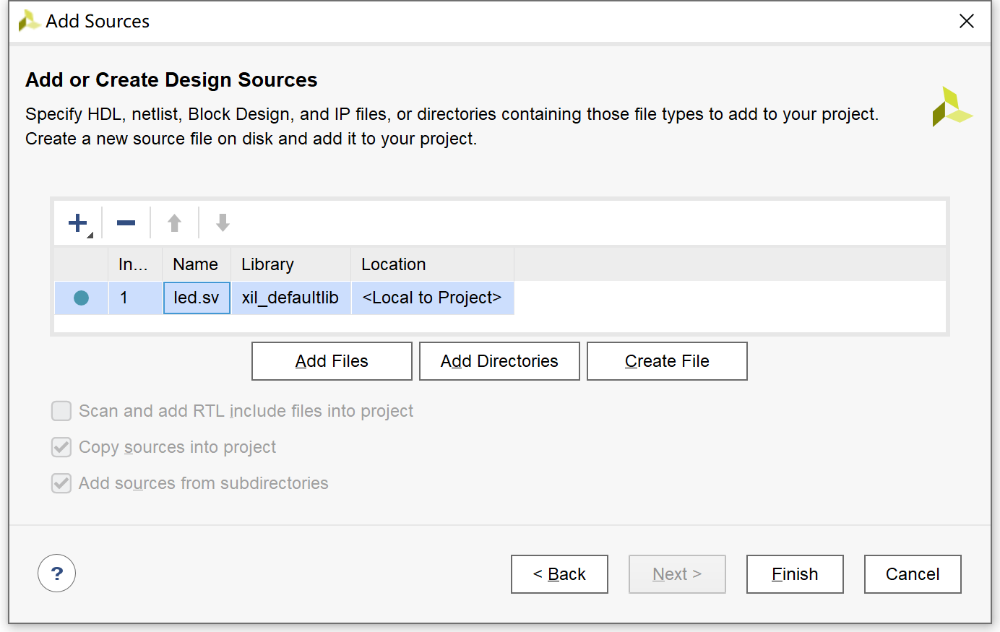 Add Sources
Add or Create Design Sources
Specify HDL, netlist, Block Design, and IP files, or directories containing those file types to add to your project.
Create a new source file on disk and add it to your project.
In... Name Library Location
1 led.sv xil_defaultlib <Local to Project>
Add Files Add Directories Create File
Scan and add RTL include files into project
Copy sources into project
Add sources from subdirectories
? < Back Next > Finish Cancel